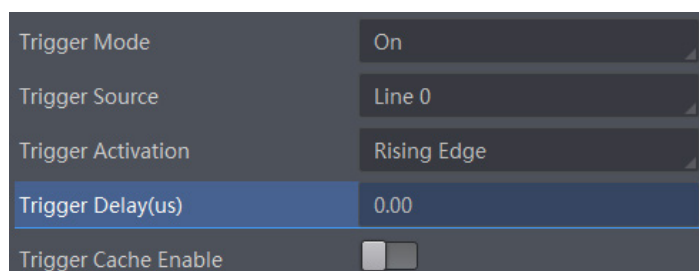 Trigger Mode On
Trigger Source Line 0
Trigger Activation Rising Edge
Trigger Delay(us) 0.00
Trigger Cache Enable